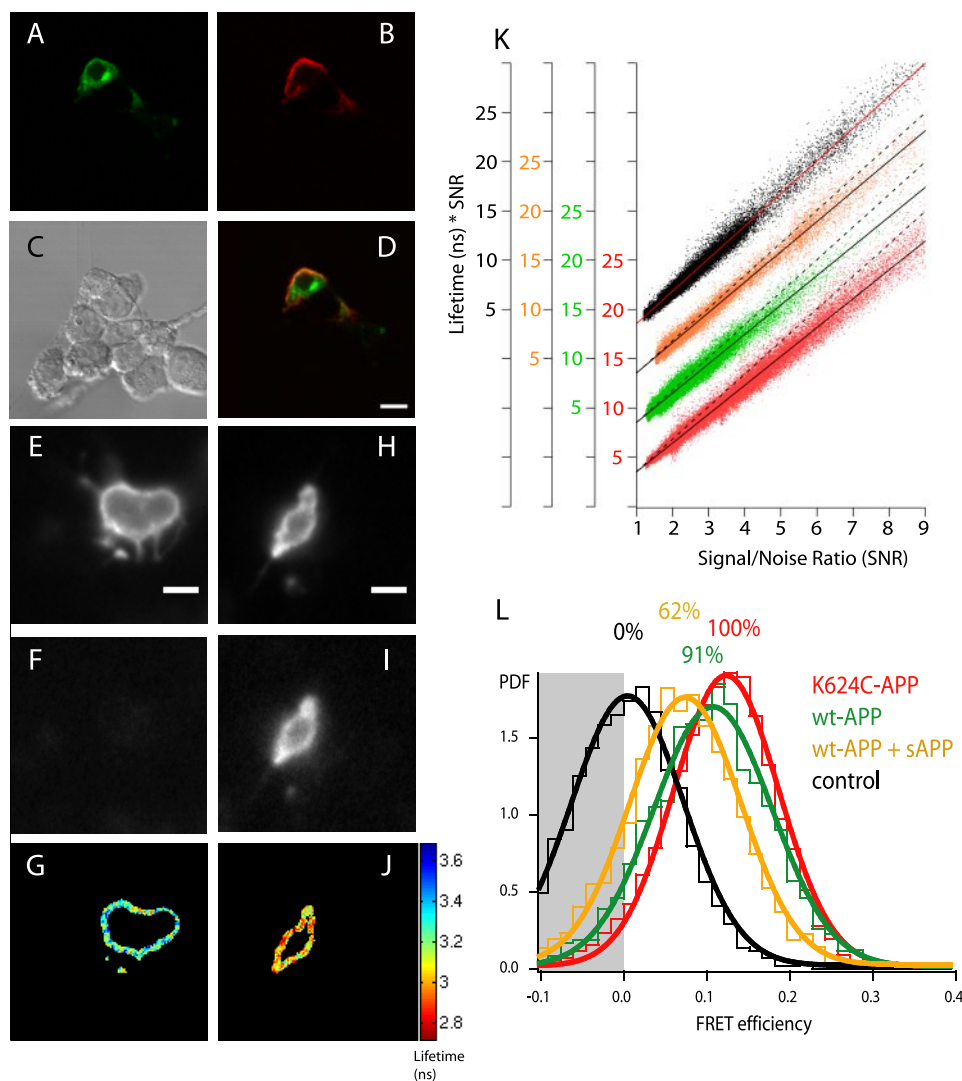 A
B
C
D
E
H
F
I
G
J
3.6
3.4
3.2
3.0
2.8
Lifetime
(ns)
K
Lifetime (ns) * SNR
25
20
15
10
5
25
20
15
10
5
25
20
15
10
5
25
20
15
10
5
1 2 3 4 5 6 7 8 9
Signal/Noise Ratio (SNR)
L
0%
62%
91%
100%
PDF
1.5
1.0
0.5
0.0
K624C-APP
wt-APP
wt-APP + sAPP
control
-0.1 0.0 0.1 0.2 0.3 0.4
FRET efficiency